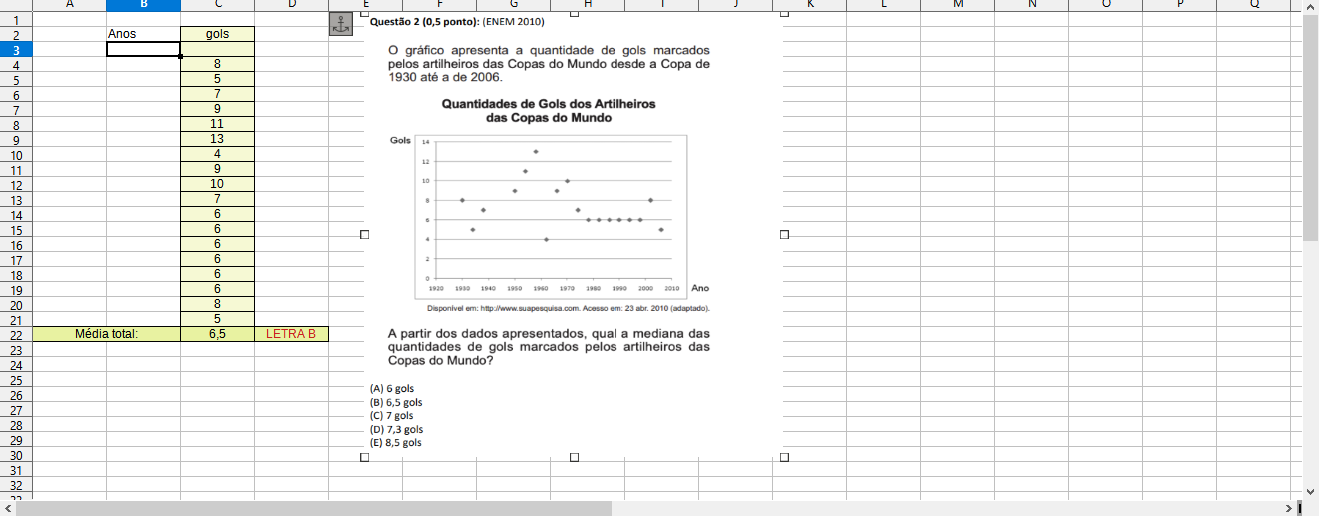 A B C D E F G H I J K L M N O P Q
1
2 Anos gols
3
4 8
5 5
6 7
7 9
8 11
9 13
10 4
11 9
12 10
13 7
14 6
15 6
16 6
17 6
18 6
19 6
20 8
21 5
22 Média total: 6,5 LETRA B
23
24
25
26
27
28
29
30
31
32
33
Questão 2 (0,5 ponto): (ENEM 2010)
O gráfico apresenta a quantidade de gols marcados
pelos artilheiros das Copas do Mundo desde a Copa de
1930 até a de 2006.
Quantidades de Gols dos Artilheiros
das Copas do Mundo
Gols
14
12
10
8
6
4
2
0
1920 1930 1940 1950 1960 1970 1980 1990 2000 2010 Ano
Disponível em: http://www.suapesquisa.com. Acesso em: 23 abr. 2010 (adaptado).
A partir dos dados apresentados, qual a mediana das
quantidades de gols marcados pelos artilheiros das
Copas do Mundo?
(A) 6 gols
(B) 6,5 gols
(C) 7 gols
(D) 7,3 gols
(E) 8,5 gols